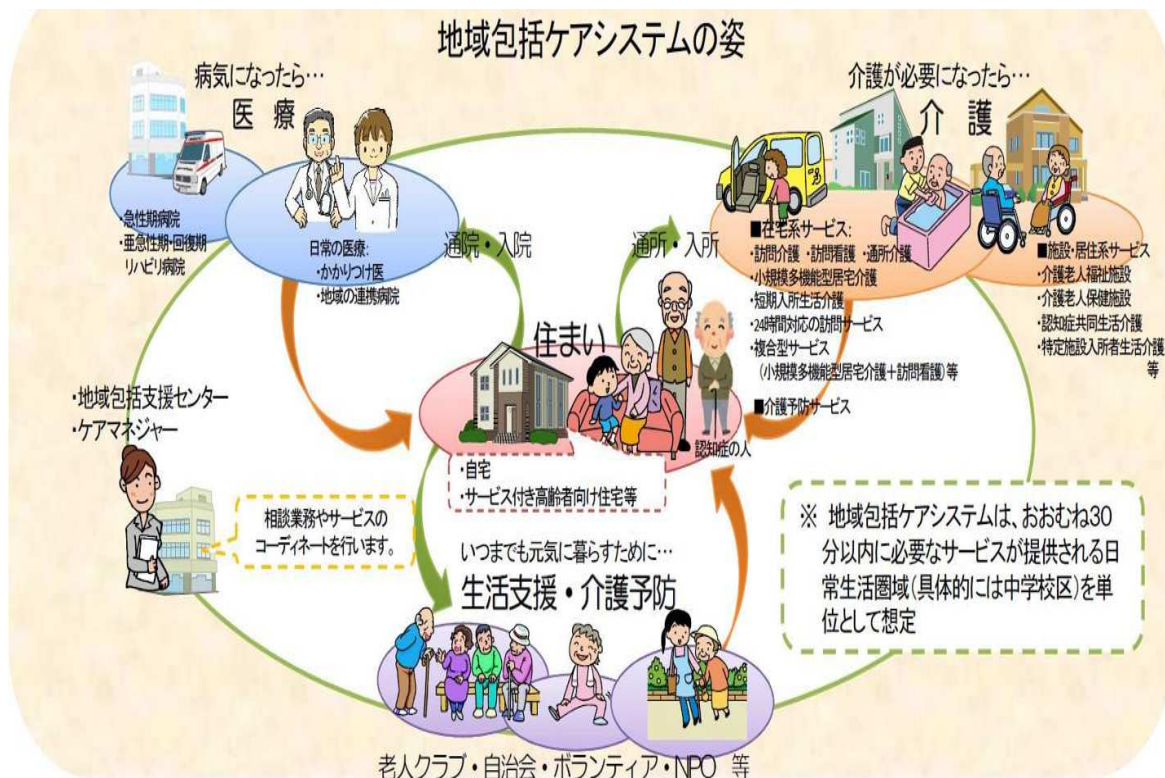 地域包括ケアシステムの姿
病気になったら…
医 療
・急性期病院
・亜急性期・回復期
リハビリ病院
日常の医療:
・かかりつけ医
・地域の連携病院
通院・入院
介護が必要になったら…
介 護
通所・入所
■在宅系サービス:
・訪問介護 ・訪問看護 ・通所介護
・小規模多機能型居宅介護
・短期入所生活介護
・24時間対応の訪問サービス
・複合型サービス
(小規模多機能型居宅介護+訪問看護)等
■介護予防サービス
■施設・居住系サービス
・介護老人福祉施設
・介護老人保健施設
・認知症共同生活介護
・特定施設入所者生活介護
等
住まい
認知症の人
・自宅
・サービス付き高齢者向け住宅等
・地域包括支援センター
・ケアマネジャー
相談業務やサービスの
コーディネートを行います。
いつまでも元気に暮らすために…
生活支援・介護予防
老人クラブ・自治会・ボランティア・NPO 等
※ 地域包括ケアシステムは、おおむね30
分以内に必要なサービスが提供される日
常生活圏域(具体的には中学校区)を単
位として想定